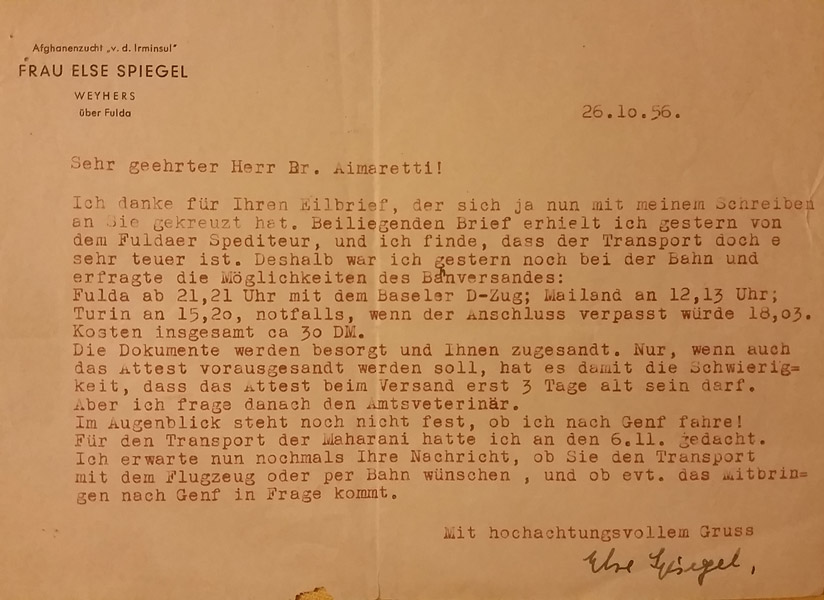 Afghanenzucht „v. d. Irminsul“
FRAU ELSE SPIEGEL
WEYHERS
über Fulda
26.10.56.
Sehr geehrter Herr Br. Aimaretti!
Ich danke für Ihren Eilbrief, der sich ja nun mit meinem Schreiben
an Sie gekreuzt hat. Beiliegenden Brief erhielt ich gestern von
dem Fuldaer Spediteur, und ich finde, dass der Transport doch e
sehr teuer ist. Deshalb war ich gestern noch bei der Bahn und
erfragte die Möglichkeiten des Bahnversandes:
Fulda ab 21,21 Uhr mit dem Baseler D-Zug; Mailand an 12,13 Uhr;
Turin an 15,20, notfalls, wenn der Anschluss verpasst würde 18,03.
Kosten insgesamt ca 30 DM.
Die Dokumente werden besorgt und Ihnen zugesandt. Nur, wenn auch
das Attest vorausgesandt werden soll, hat es damit die Schwierig=
keit, dass das Attest beim Versand erst 3 Tage alt sein darf.
Aber ich frage danach den Amtsveterinär.
Im Augenblick steht noch nicht fest, ob ich nach Genf fahre!
Für den Transport der Maharani hatte ich an den 6.11. gedacht.
Ich erwarte nun nochmals Ihre Nachricht, ob Sie den Transport
mit dem Flugzeug oder per Bahn wünschen , und ob evt. das Mitbrin=
gen nach Genf in Frage kommt.
Mit hochachtungsvollem Gruss
Else Spiegel,